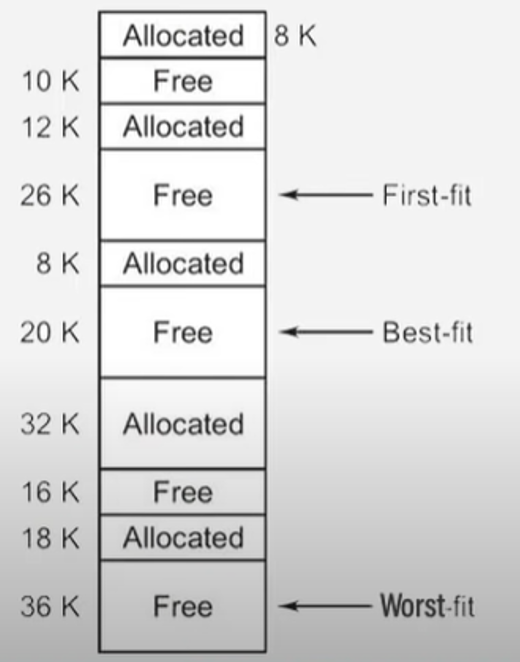 Allocated 8 K
10 K Free
12 K Allocated
26 K Free First-fit
8 K Allocated
20 K Free Best-fit
32 K Allocated
16 K Free
18 K Allocated
36 K Free Worst-fit